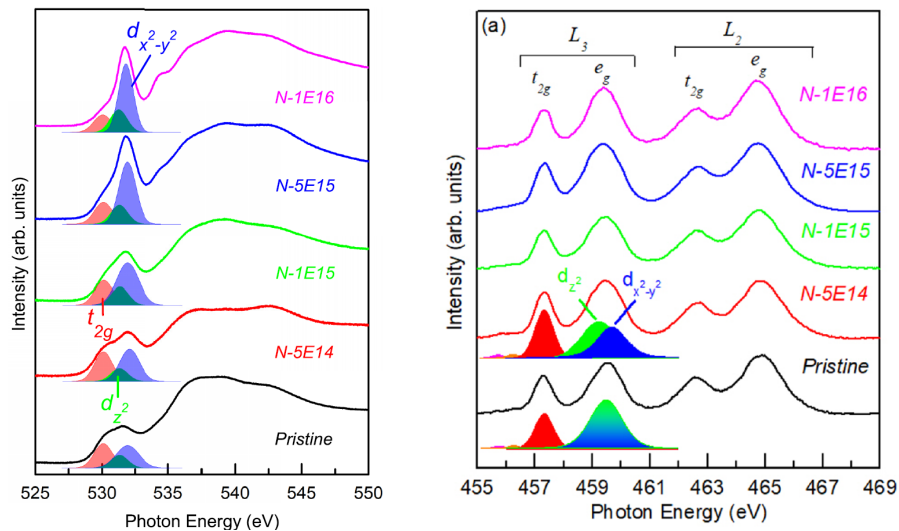 d x²-y²
N-1E16
N-5E15
N-1E15
t 2g
N-5E14
d z²
Pristine
525 530 535 540 545 550
Photon Energy (eV)
Intensity (arb. units)
(a)
L3
L2
t2g
eg
t2g
eg
N-1E16
N-5E15
N-1E15
N-5E14
dz²
dx²-y²
Pristine
455 457 459 461 463 465 467 469
Photon Energy (eV)
Intensity (arb. units)